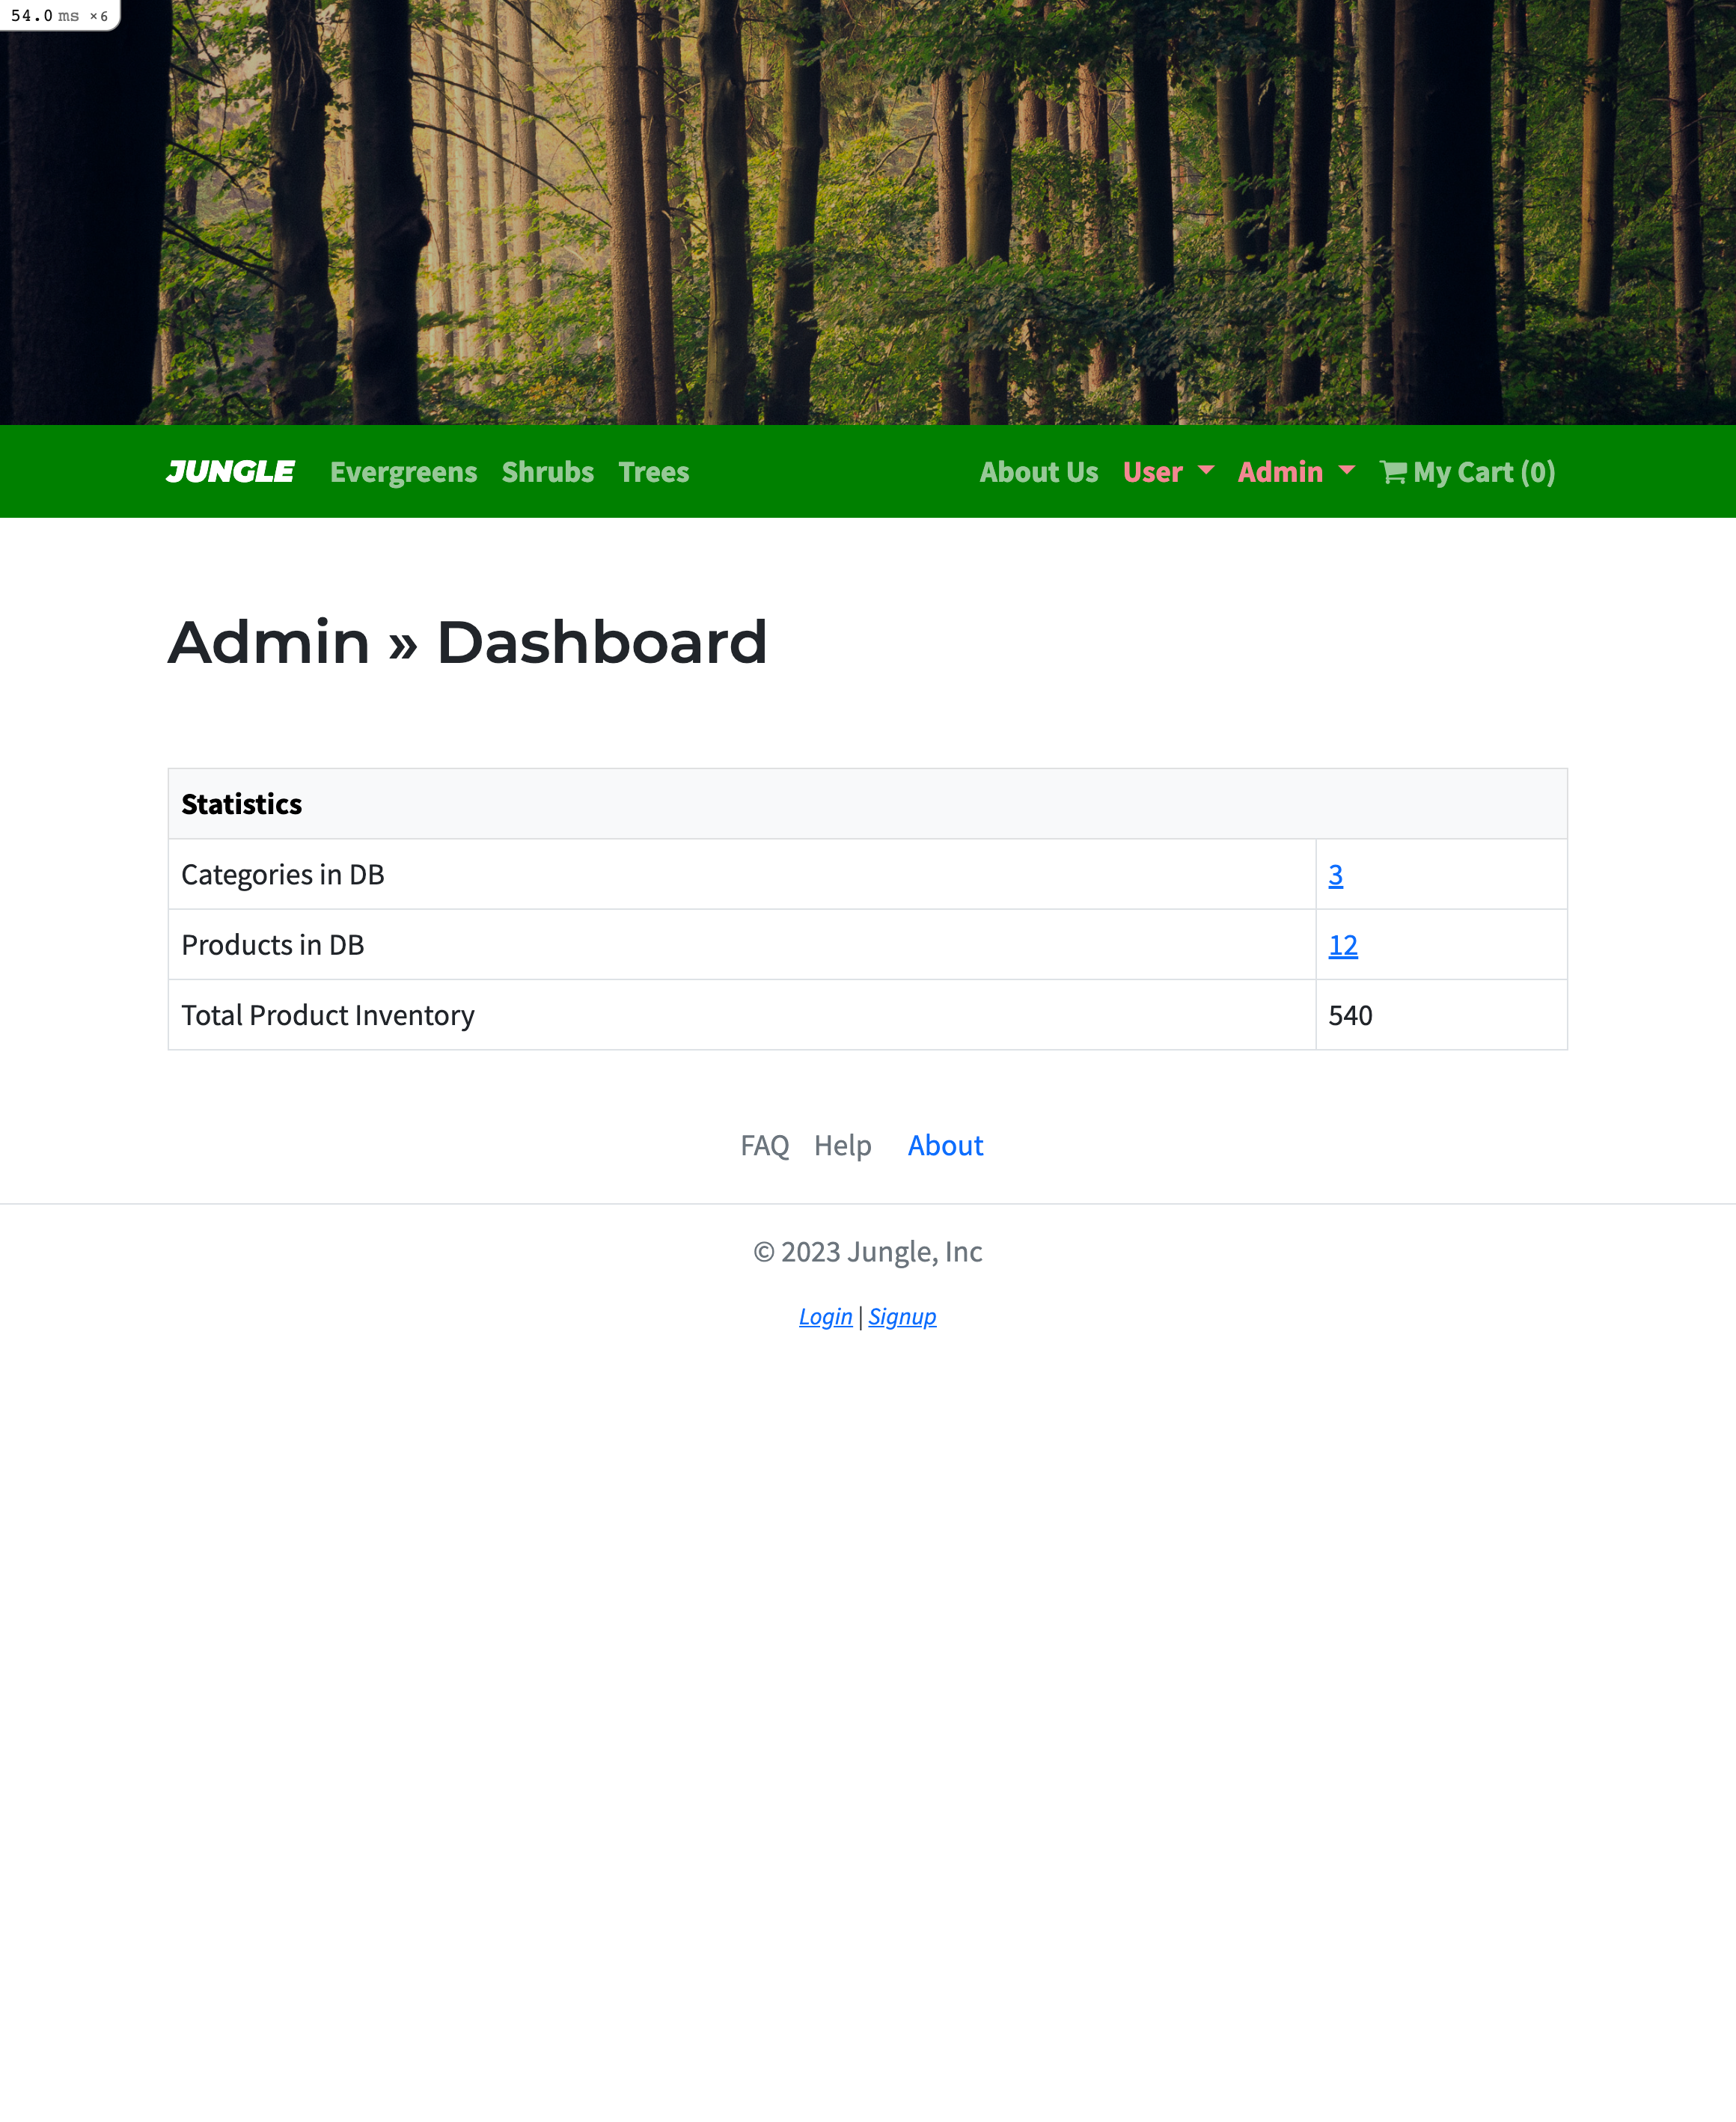 54.0 ms ×6
JUNGLE Evergreens Shrubs Trees About Us User Admin My Cart (0)
Admin » Dashboard
Statistics
Categories in DB 3
Products in DB 12
Total Product Inventory 540
FAQ Help About
© 2023 Jungle, Inc
Login | Signup